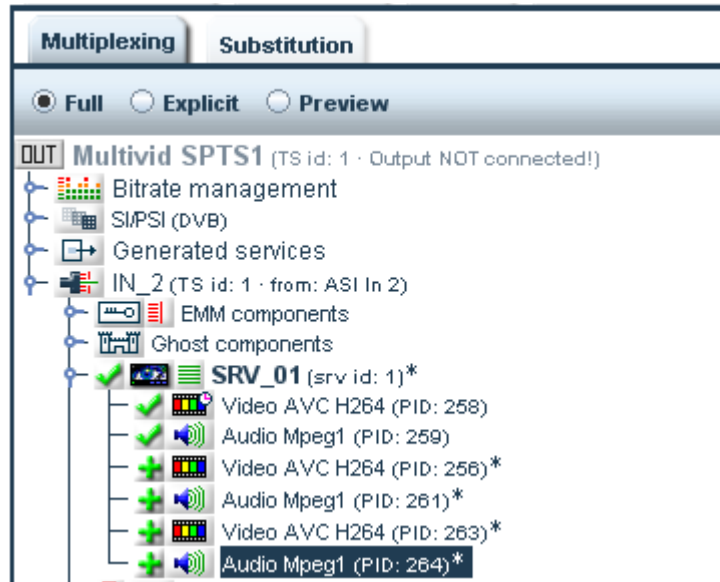 Multiplexing Substitution
Full Explicit Preview
OUT Multivid SPTS1 (TS id: 1 · Output NOT connected!)
Bitrate management
SI/PSI (DVB)
Generated services
IN_2 (TS id: 1 · from: ASI In 2)
EMM components
Ghost components
SRV_01 (srv id: 1)*
Video AVC H264 (PID: 258)
Audio Mpeg1 (PID: 259)
Video AVC H264 (PID: 256)*
Audio Mpeg1 (PID: 261)*
Video AVC H264 (PID: 263)*
Audio Mpeg1 (PID: 264)*